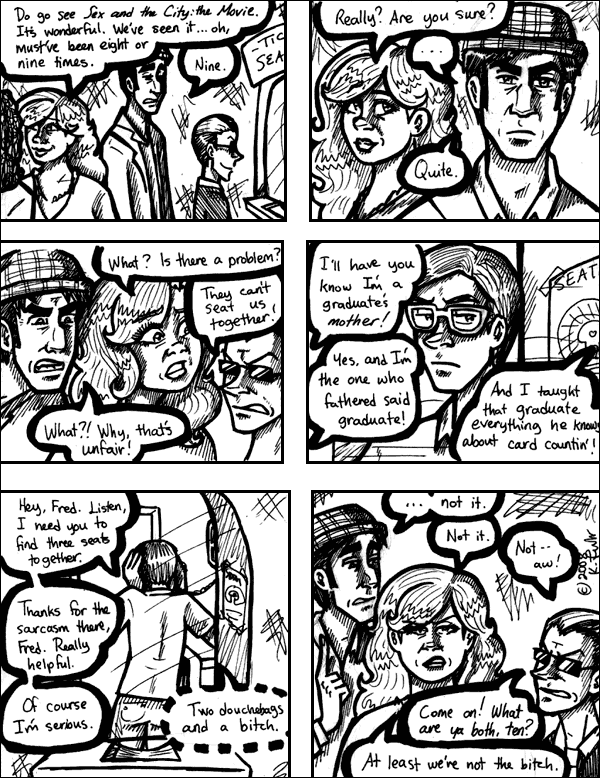 Do go see Sex and the City: the Movie.
It's wonderful. We've seen it... oh,
must've been eight or
nine times.
Nine.
-TIC
SEA
Really? Are you sure?
...
Quite.
What? Is there a problem?
They can't
seat us
together!
What?! Why, that's
unfair!
I'll have you
know I'm a
graduate's
mother!
SEAT
Yes, and I'm
the one who
fathered said
graduate!
And I taught
that graduate
everything he knows
about card countin'!
Hey, Fred. Listen,
I need you to
find three seats
together.
Thanks for the
sarcasm there,
Fred. Really
helpful.
Of course
I'm serious.
Two douchebags
and a bitch.
... not it.
Not it.
Not--
aw!
© 2008
Come on! What
are ya both, ten?
At least we're not the bitch.